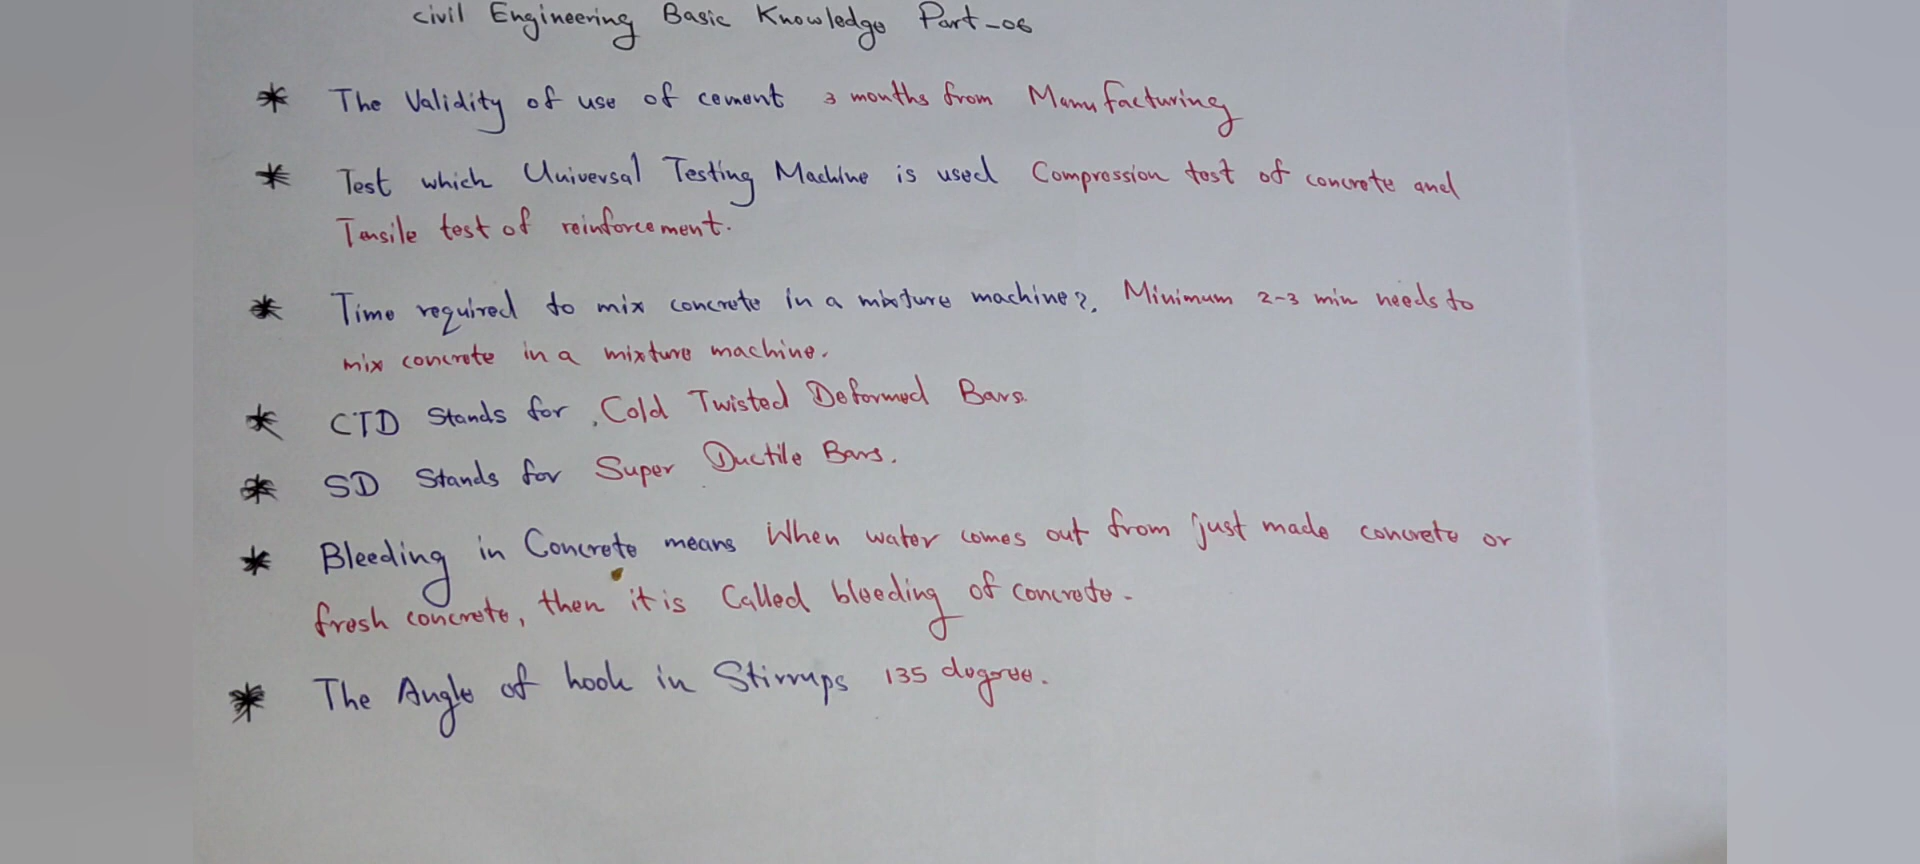 Civil Engineering Basic Knowledge Part-06
* The Validity of use of cement 3 months from Manufacturing
* Test which Universal Testing Machine is used Compression test of concrete and
Tensile test of reinforcement.
* Time required to mix concrete in a mixture machine?. Minimum 2-3 min needs to
mix concrete in a mixture machine.
* CTD Stands for , Cold Twisted Deformed Bars.
* SD Stands for Super Ductile Bars.
* Bleeding in Concrete means When water comes out from just made concrete or
fresh concrete, then it is Called bleeding of concrete.
* The Angle of hook in Stirrups 135 degree.